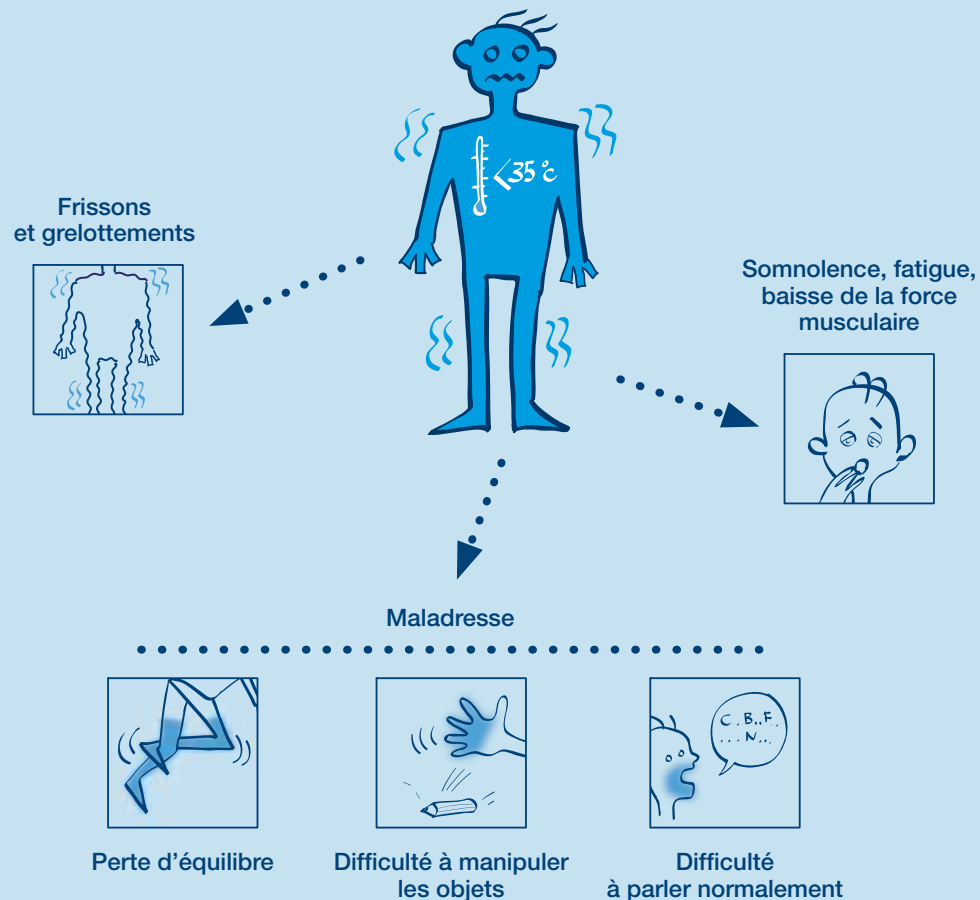 <35 °C
Frissons
et grelottements
Somnolence, fatigue,
baisse de la force
musculaire
Maladresse
C.B..F.
...N..
Perte d'équilibre
Difficulté à manipuler
les objets
Difficulté
à parler normalement